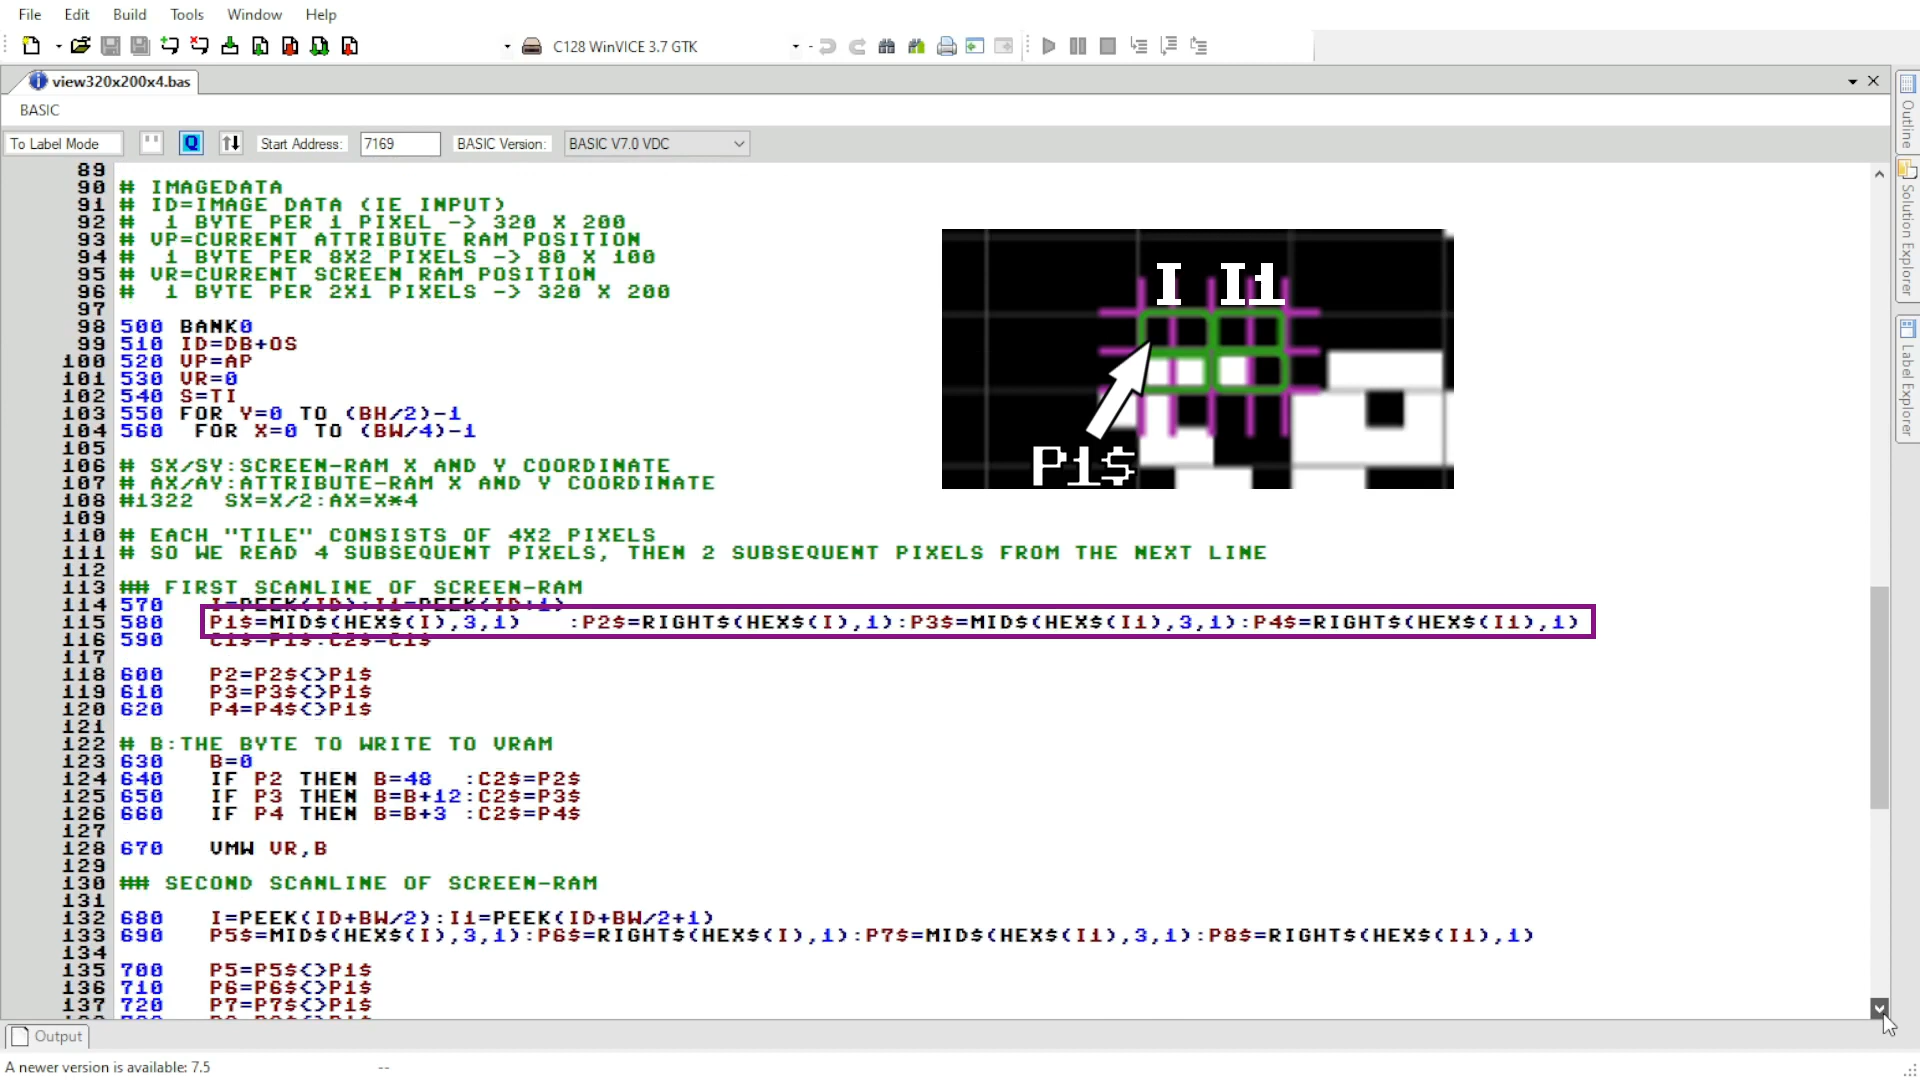 File Edit Build Tools Window Help
C128 WinVICE 3.7 GTK
view320x200x4.bas
BASIC
To Label Mode " Q Start Address: 7169 BASIC Version: BASIC V7.0 VDC
89
90 # IMAGEDATA
91 # ID=IMAGE DATA (IE INPUT)
92 #  1 BYTE PER 1 PIXEL -> 320 X 200
93 # VP=CURRENT ATTRIBUTE RAM POSITION
94 #  1 BYTE PER 8X2 PIXELS -> 80 X 100
95 # VR=CURRENT SCREEN RAM POSITION
96 #  1 BYTE PER 2X1 PIXELS -> 320 X 200
97
98 500 BANK0
99 510 ID=DB+OS
100 520 VP=AP
101 530 VR=0
102 540 S=TI
103 550 FOR Y=0 TO (BH/2)-1
104 560  FOR X=0 TO (BW/4)-1
105
106 # SX/SY:SCREEN-RAM X AND Y COORDINATE
107 # AX/AY:ATTRIBUTE-RAM X AND Y COORDINATE
108 #1322  SX=X/2:AX=X*4
109
110 # EACH "TILE" CONSISTS OF 4X2 PIXELS
111 # SO WE READ 4 SUBSEQUENT PIXELS, THEN 2 SUBSEQUENT PIXELS FROM THE NEXT LINE
112
113 ## FIRST SCANLINE OF SCREEN-RAM
114 570   I=PEEK(ID):I1=PEEK(ID+1)
115 580   P1$=MID$(HEX$(I),3,1)   :P2$=RIGHT$(HEX$(I),1):P3$=MID$(HEX$(I1),3,1):P4$=RIGHT$(HEX$(I1),1)
116 590   C1$=P1$:C2$=C1$
117
118 600   P2=P2$<>P1$
119 610   P3=P3$<>P1$
120 620   P4=P4$<>P1$
121
122 # B:THE BYTE TO WRITE TO VRAM
123 630   B=0
124 640   IF P2 THEN B=48  :C2$=P2$
125 650   IF P3 THEN B=B+12:C2$=P3$
126 660   IF P4 THEN B=B+3 :C2$=P4$
127
128 670   VMW VR,B
129
130 ## SECOND SCANLINE OF SCREEN-RAM
131
132 680   I=PEEK(ID+BW/2):I1=PEEK(ID+BW/2+1)
133 690   P5$=MID$(HEX$(I),3,1):P6$=RIGHT$(HEX$(I),1):P7$=MID$(HEX$(I1),3,1):P8$=RIGHT$(HEX$(I1),1)
134
135 700   P5=P5$<>P1$
136 710   P6=P6$<>P1$
137 720   P7=P7$<>P1$
I I1
P1$
Outline
Solution Explorer
Label Explorer
Output
A newer version is available: 7.5 --